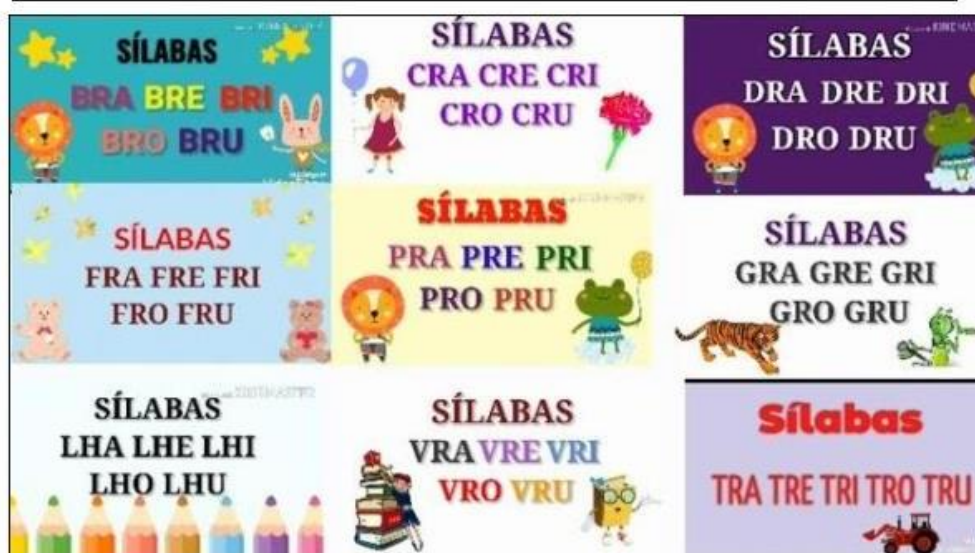 SÍLABAS
BRA BRE BRI
BRO BRU
SÍLABAS
CRA CRE CRI
CRO CRU
SÍLABAS
DRA DRE DRI
DRO DRU
SÍLABAS
FRA FRE FRI
FRO FRU
SÍLABAS
PRA PRE PRI
PRO PRU
SÍLABAS
GRA GRE GRI
GRO GRU
SÍLABAS
LHA LHE LHI
LHO LHU
SÍLABAS
VRA VRE VRI
VRO VRU
Sílabas
TRA TRE TRI TRO TRU